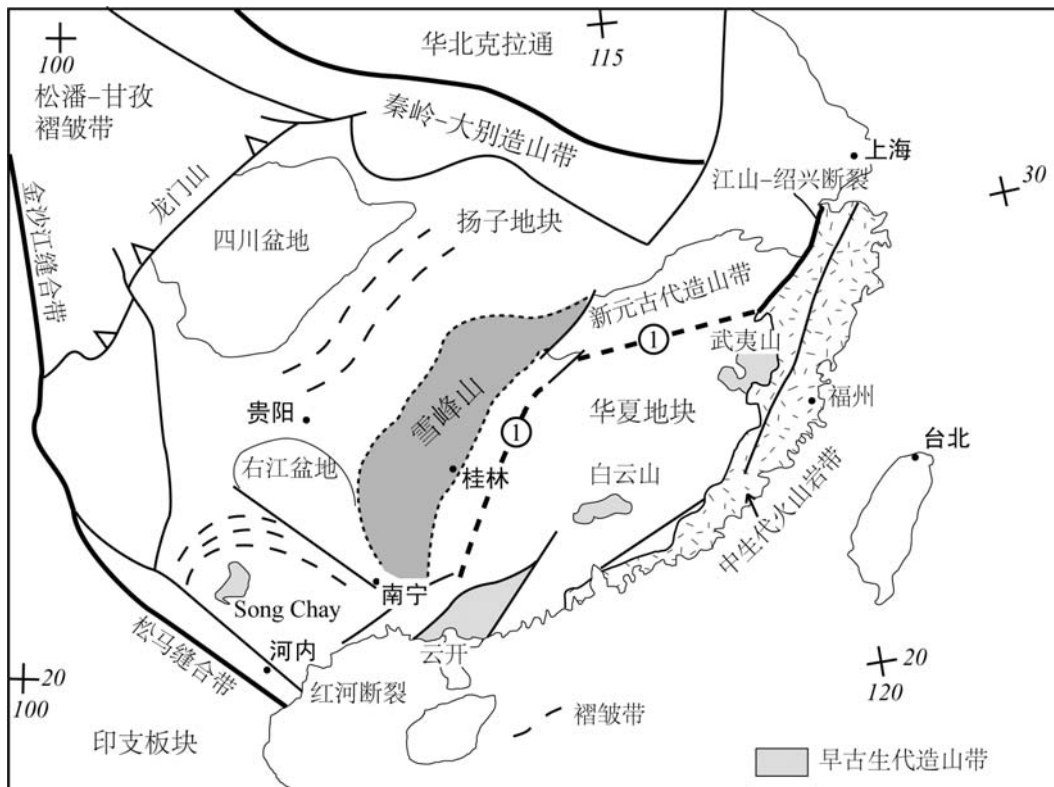 华北克拉通
100
115
松潘-甘孜
褶皱带
秦岭-大别造山带
上海
江山-绍兴断裂
30
龙门山
金沙江缝合带
四川盆地
扬子地块
新元古代造山带
1
武夷山
雪峰山
华夏地块
福州
贵阳
1
台北
右江盆地
桂林
白云山
中生代火山岩带
南宁
Song Chay
松马缝合带
河内
云开
20
100
20
120
红河断裂
褶皱带
印支板块
早古生代造山带